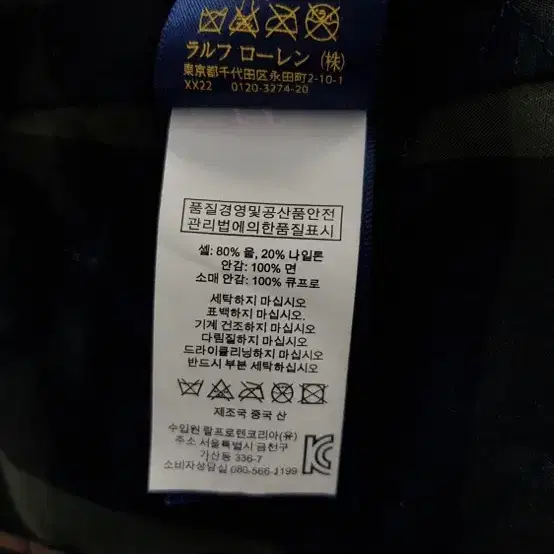 ラルフ ローレン (株)
東京都千代田区永田町2-10-1
XX22 0120-3274-20
품질경영및공산품안전
관리법에의한품질표시
셸: 80% 울, 20% 나일론
안감: 100% 면
소매 안감: 100% 큐프로
세탁하지 마십시오
표백하지 마십시오.
기계 건조하지 마십시오
다림질하지 마십시오
드라이클리닝하지 마십시오
반드시 부분 세탁하십시오
제조국 중국 산
수입원 랄프로렌코리아(유)
주소 서울특별시 금천구
가산동 336-7
소비자상담실 080-566-1199